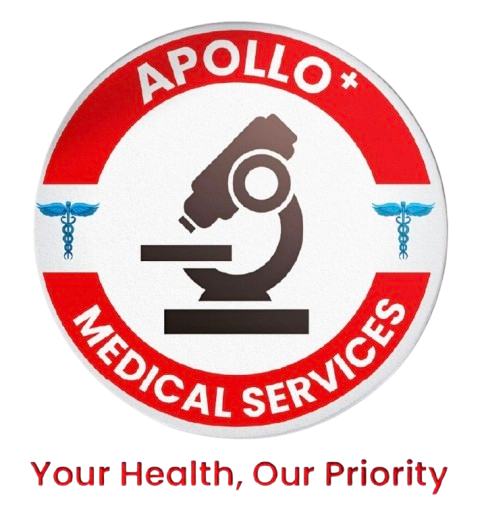 APOLLO+
MEDICAL SERVICES
Your Health, Our Priority